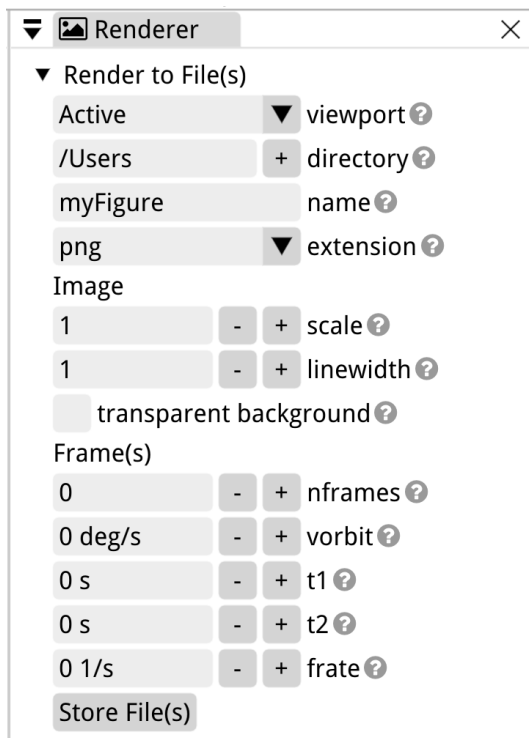 Renderer
Render to File(s)
Active viewport ?
/Users + directory ?
myFigure name ?
png extension ?
Image
1 - + scale ?
1 - + linewidth ?
transparent background ?
Frame(s)
0 - + nframes ?
0 deg/s - + vorbit ?
0 s - + t1 ?
0 s - + t2 ?
0 1/s - + frate ?
Store File(s)